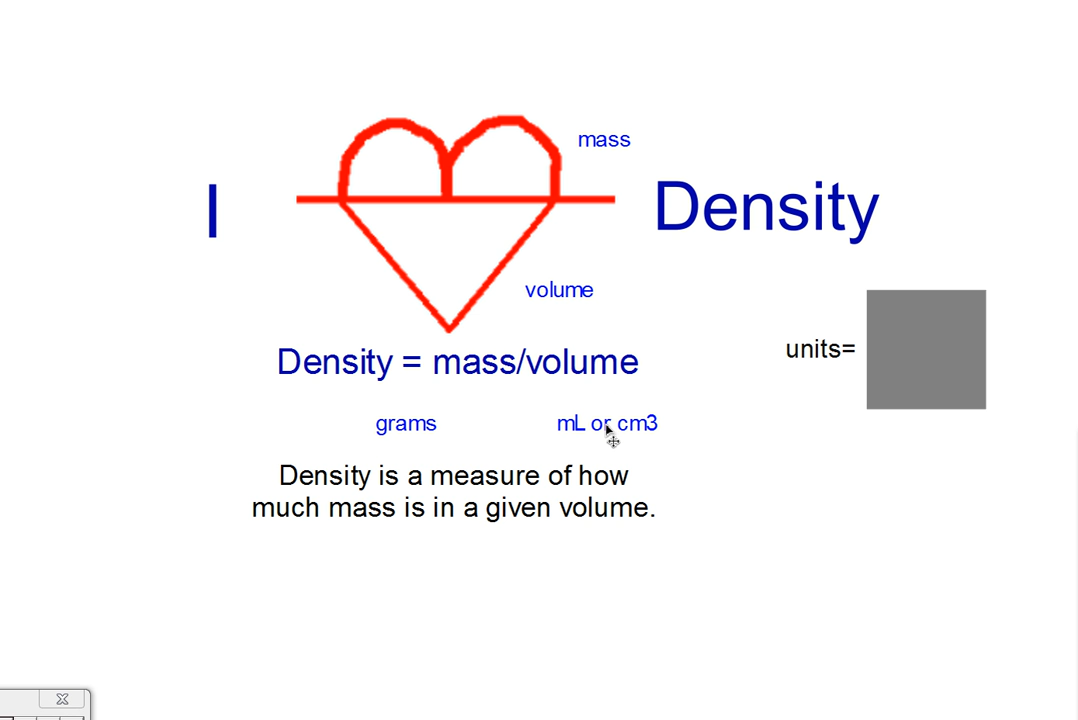 mass
I Density
volume
units=
Density = mass/volume
grams mL or cm3
Density is a measure of how
much mass is in a given volume.